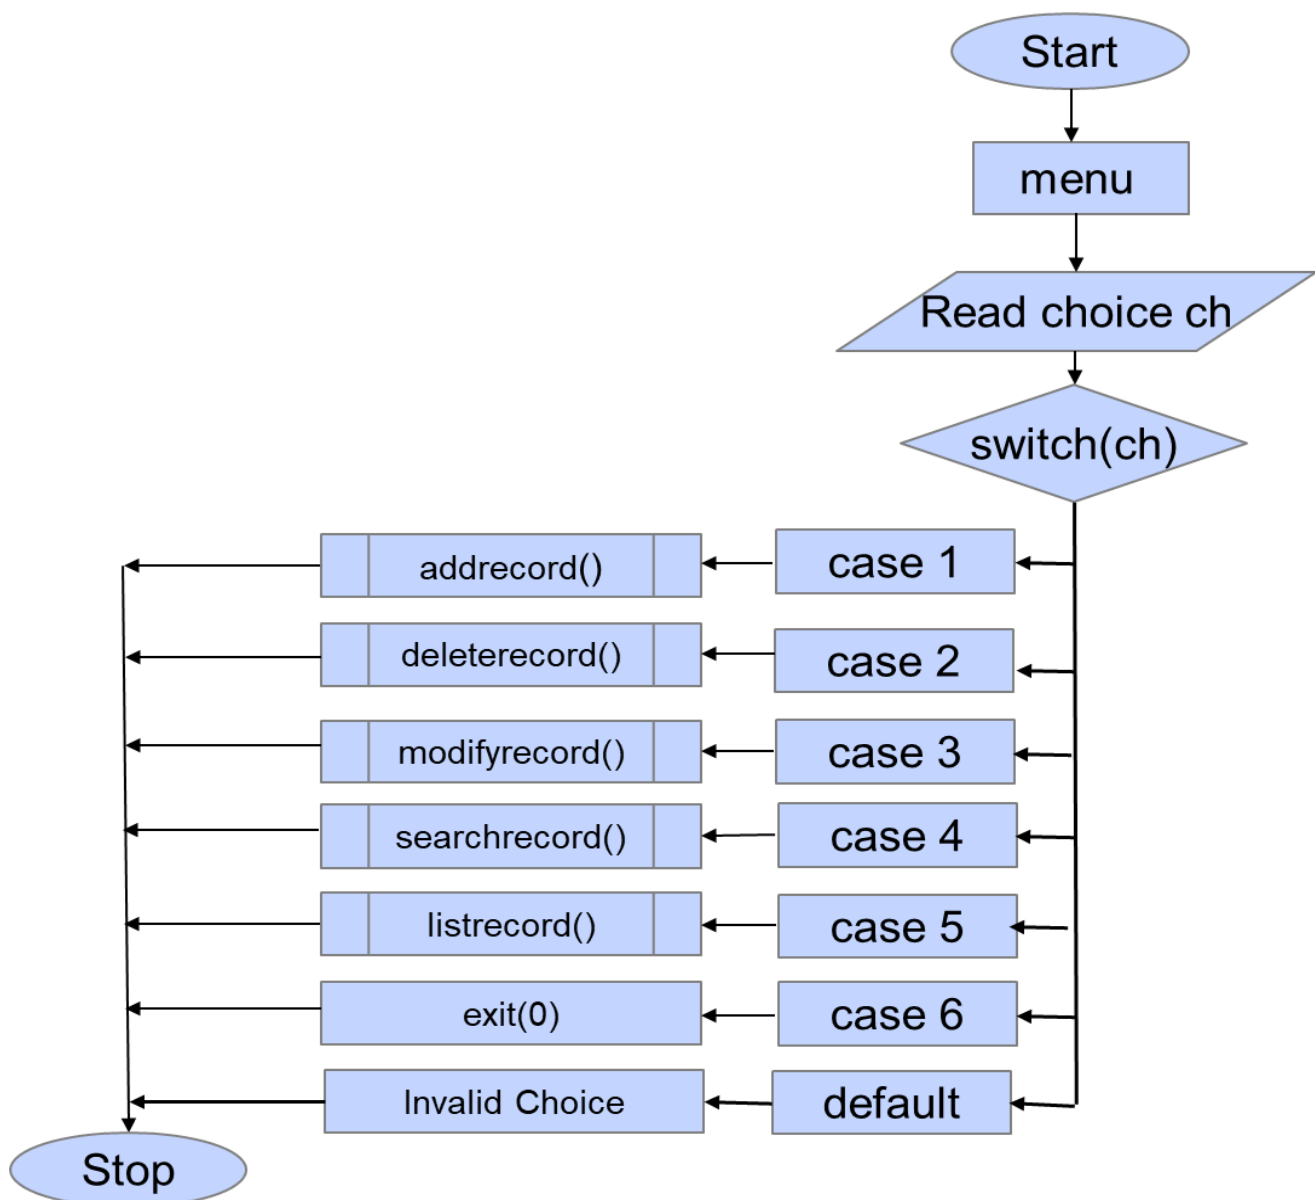 Start
menu
Read choice ch
switch(ch)
addrecord()
case 1
deleterecord()
case 2
modifyrecord()
case 3
searchrecord()
case 4
listrecord()
case 5
exit(0)
case 6
Invalid Choice
default
Stop